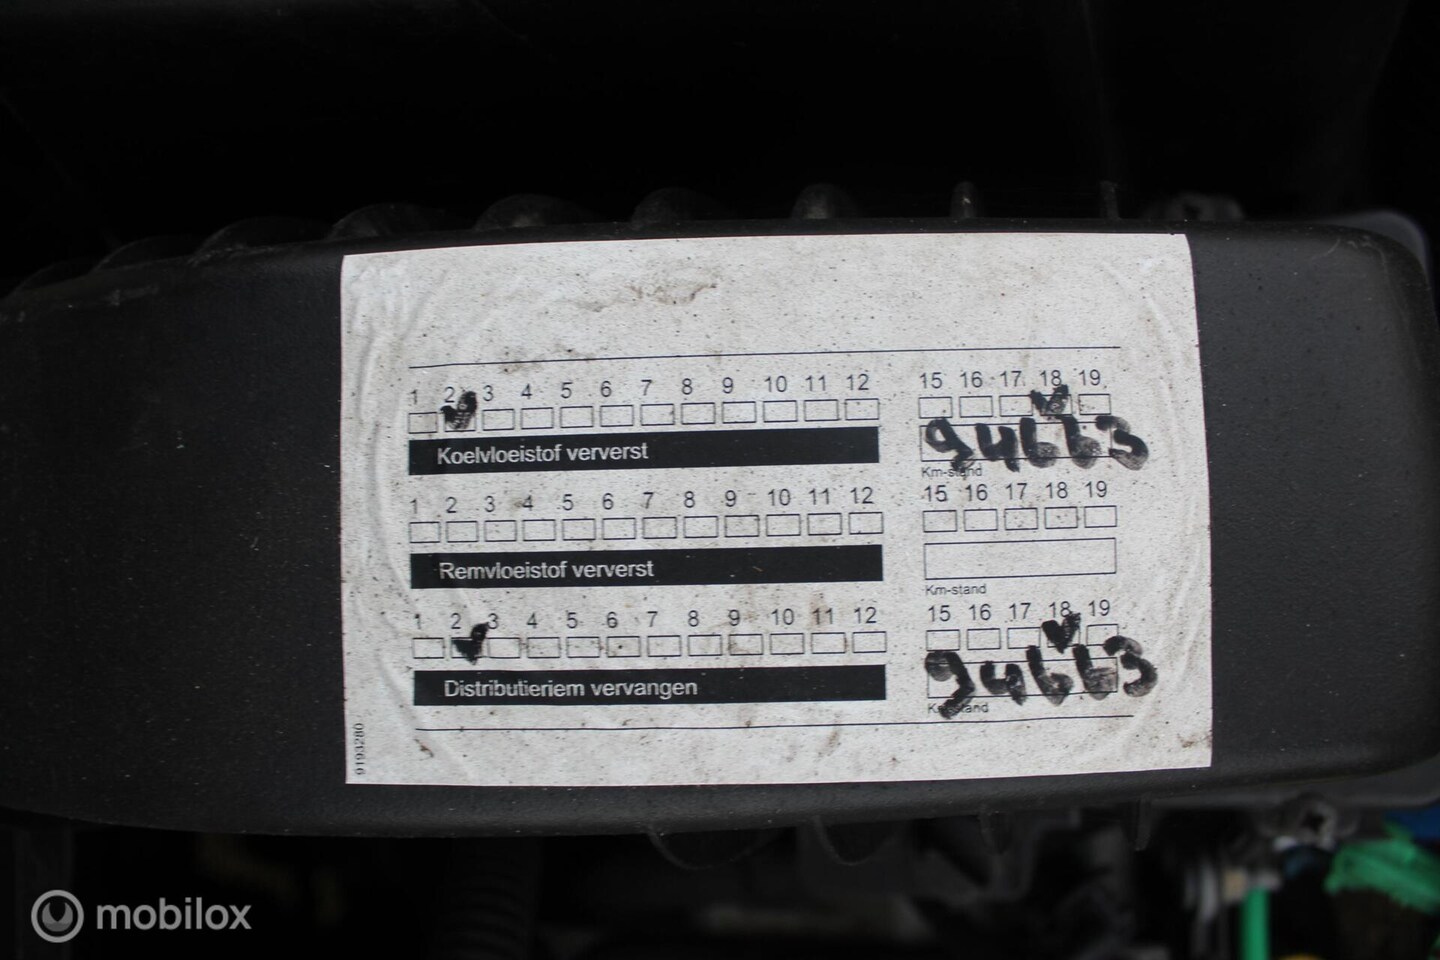 1 2 3 4 5 6 7 8 9 10 11 12 15 16 17 18 19
Koelvloeistof ververst 94663
Km-stand
1 2 3 4 5 6 7 8 9 10 11 12 15 16 17 18 19
Remvloeistof ververst
Km-stand
1 2 3 4 5 6 7 8 9 10 11 12 15 16 17 18 19
Distributieriem vervangen 94663
Km-stand
9193280
mobilox